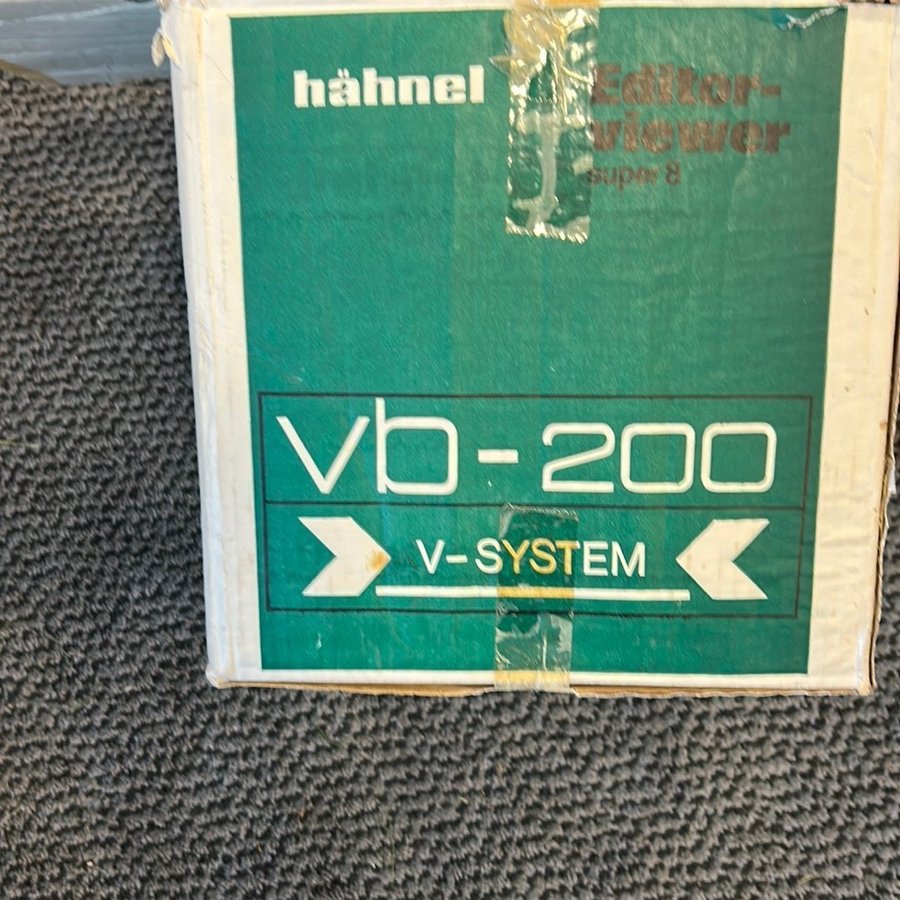 hähnel
Editor-
viewer
super 8
vb-200
V-SYSTEM